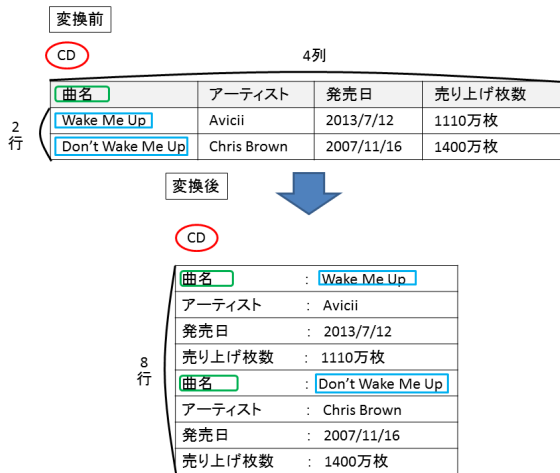 変換前
CD
4列
曲名 アーティスト 発売日 売り上げ枚数
2行
Wake Me Up Avicii 2013/7/12 1110万枚
Don't Wake Me Up Chris Brown 2007/11/16 1400万枚
変換後
CD
曲名 : Wake Me Up
アーティスト : Avicii
発売日 : 2013/7/12
売り上げ枚数 : 1110万枚
8行
曲名 : Don't Wake Me Up
アーティスト : Chris Brown
発売日 : 2007/11/16
売り上げ枚数 : 1400万枚